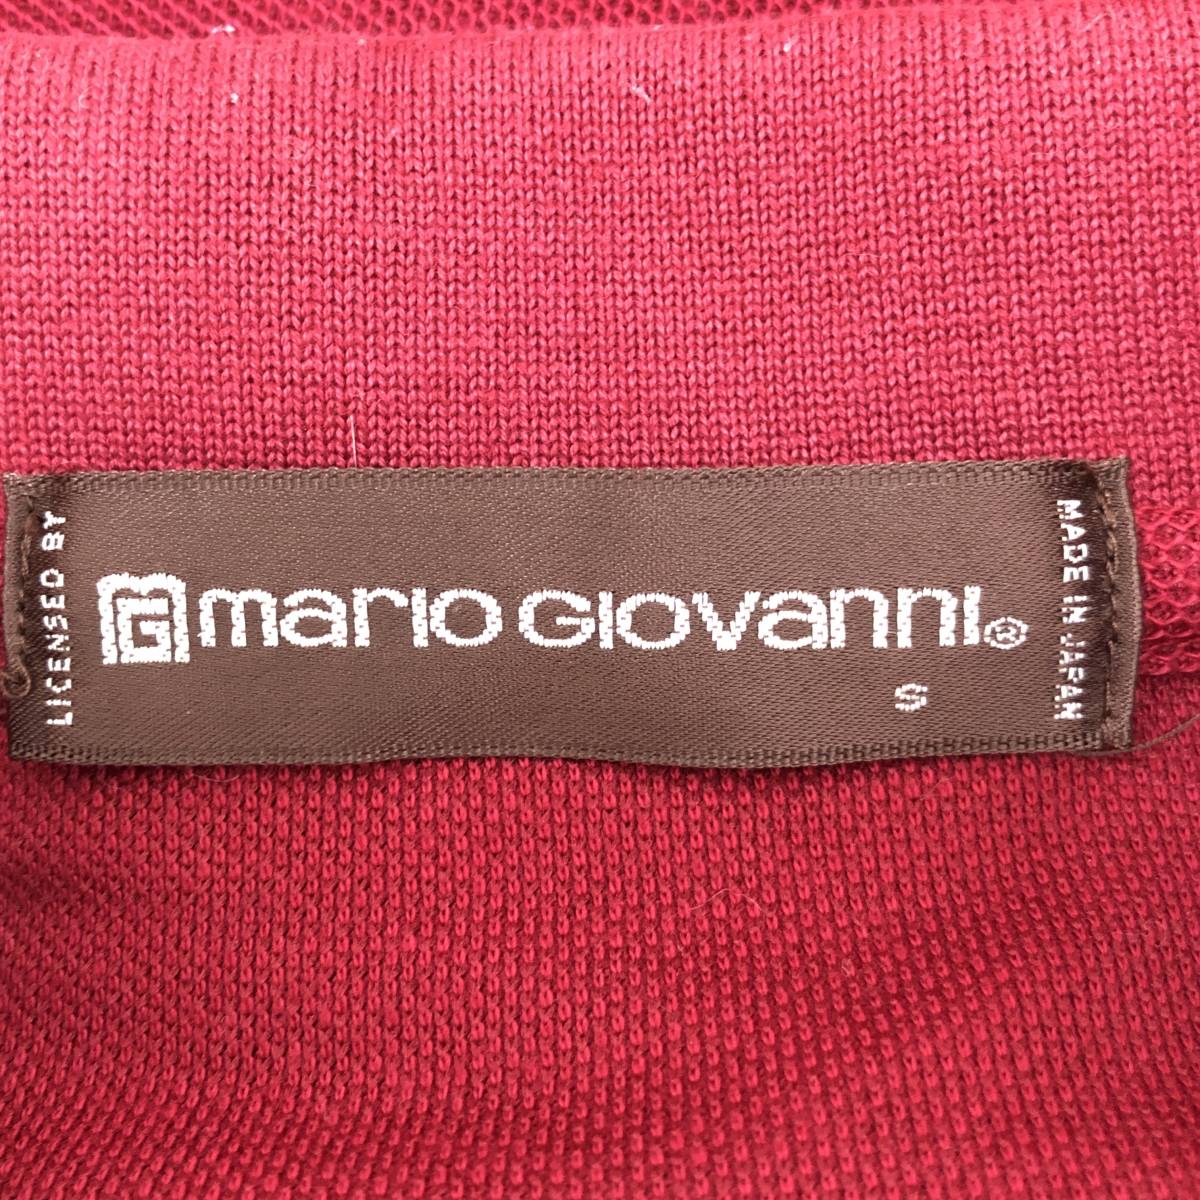 LICENSED BY
G mario Giovanni®
S
MADE IN JAPAN